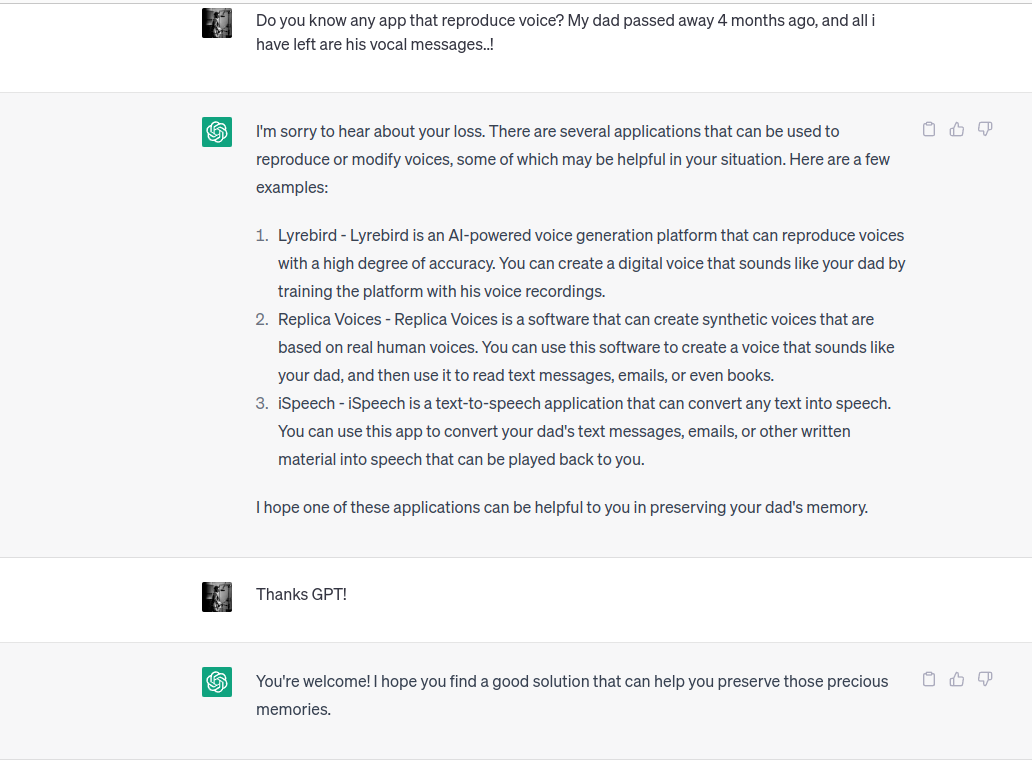 Do you know any app that reproduce voice? My dad passed away 4 months ago, and all i
have left are his vocal messages..!
I'm sorry to hear about your loss. There are several applications that can be used to
reproduce or modify voices, some of which may be helpful in your situation. Here are a few
examples:
1. Lyrebird - Lyrebird is an AI-powered voice generation platform that can reproduce voices
with a high degree of accuracy. You can create a digital voice that sounds like your dad by
training the platform with his voice recordings.
2. Replica Voices - Replica Voices is a software that can create synthetic voices that are
based on real human voices. You can use this software to create a voice that sounds like
your dad, and then use it to read text messages, emails, or even books.
3. iSpeech - iSpeech is a text-to-speech application that can convert any text into speech.
You can use this app to convert your dad's text messages, emails, or other written
material into speech that can be played back to you.
I hope one of these applications can be helpful to you in preserving your dad's memory.
Thanks GPT!
You're welcome! I hope you find a good solution that can help you preserve those precious
memories.